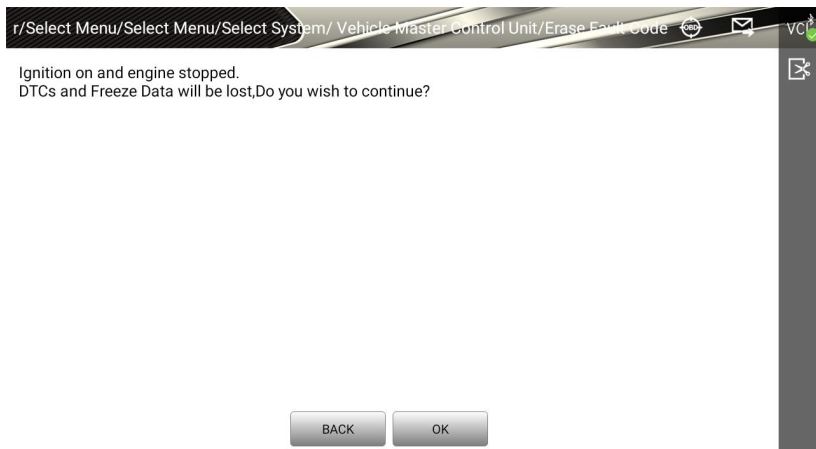 r/Select Menu/Select Menu/Select System/ Vehicle Master Control Unit/Erase Fault Code
OBD
VCI
Ignition on and engine stopped.
DTCs and Freeze Data will be lost,Do you wish to continue?
BACK
OK